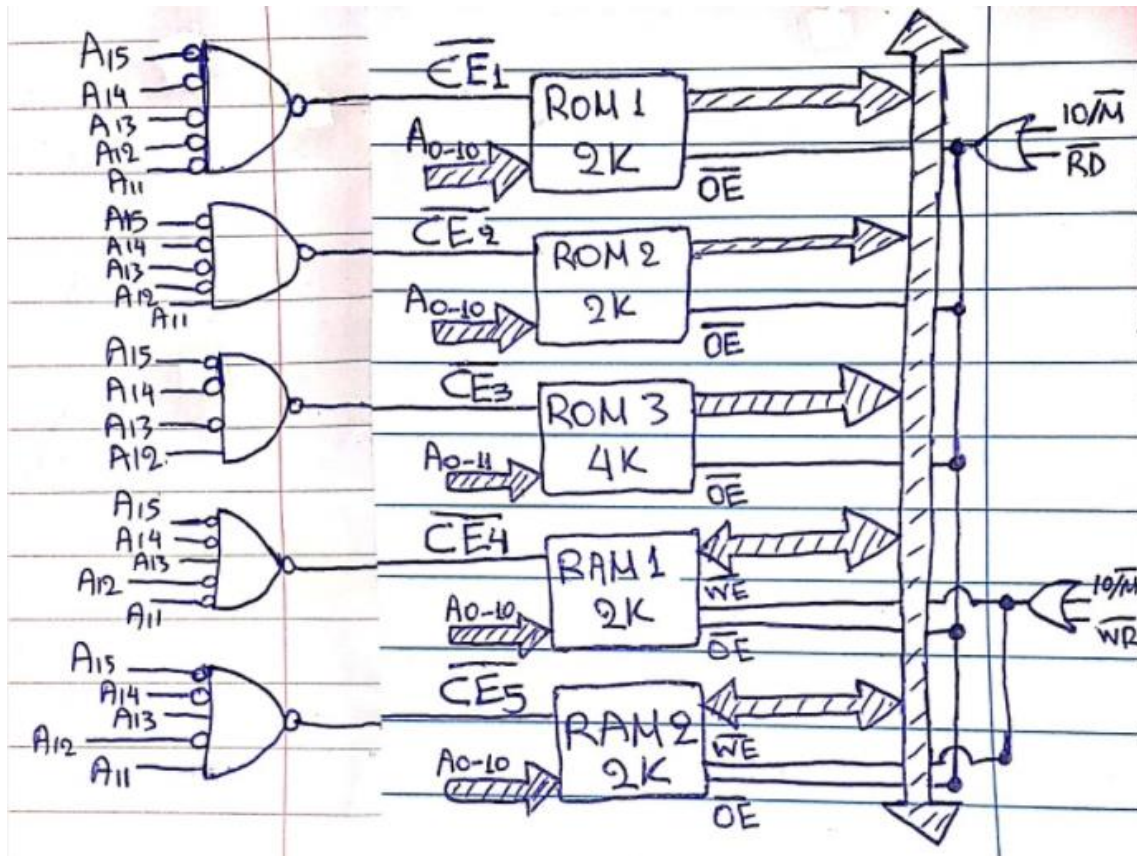 A15
A14
A13
A12
A11
CE1
A0-10
ROM 1
2K
OE
IO/M
RD
A15
A14
A13
A12
A11
CE2
A0-10
ROM 2
2K
OE
A15
A14
A13
A12
CE3
A0-11
ROM 3
4K
OE
A15
A14
A13
A12
A11
CE4
A0-10
RAM 1
2K
WE
OE
IO/M
WR
A15
A14
A13
A12
A11
CE5
A0-10
RAM 2
2K
WE
OE